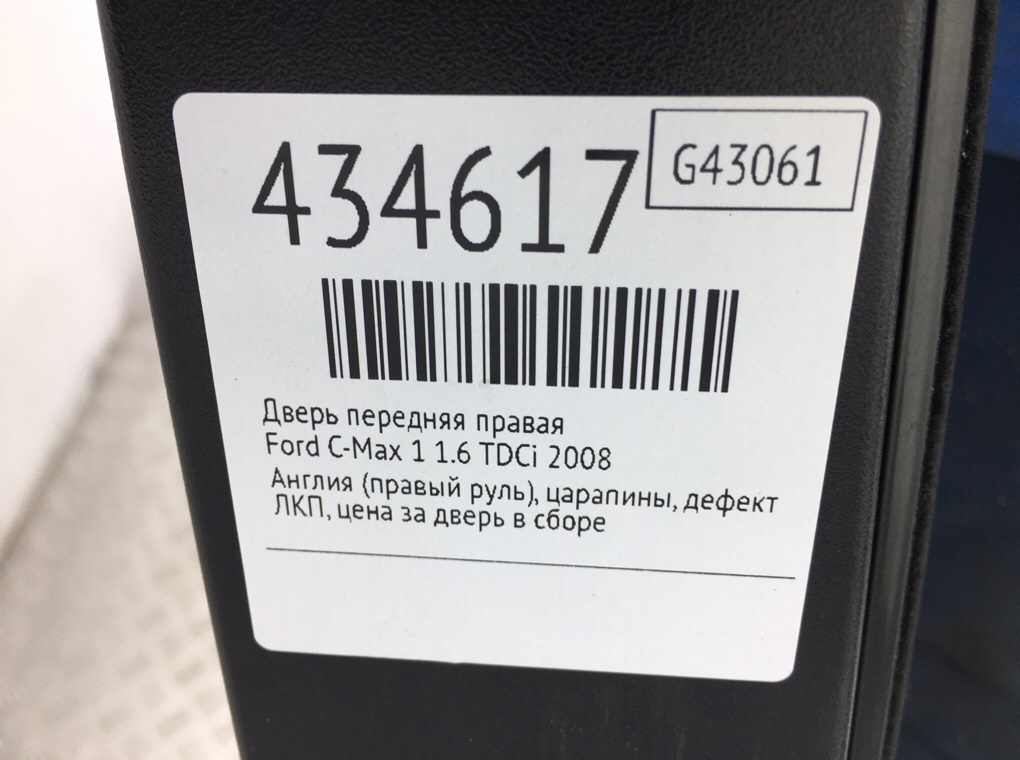 434617
G43061
Дверь передняя правая
Ford C-Max 1 1.6 TDCi 2008
Англия (правый руль), царапины, дефект
ЛКП, цена за дверь в сборе